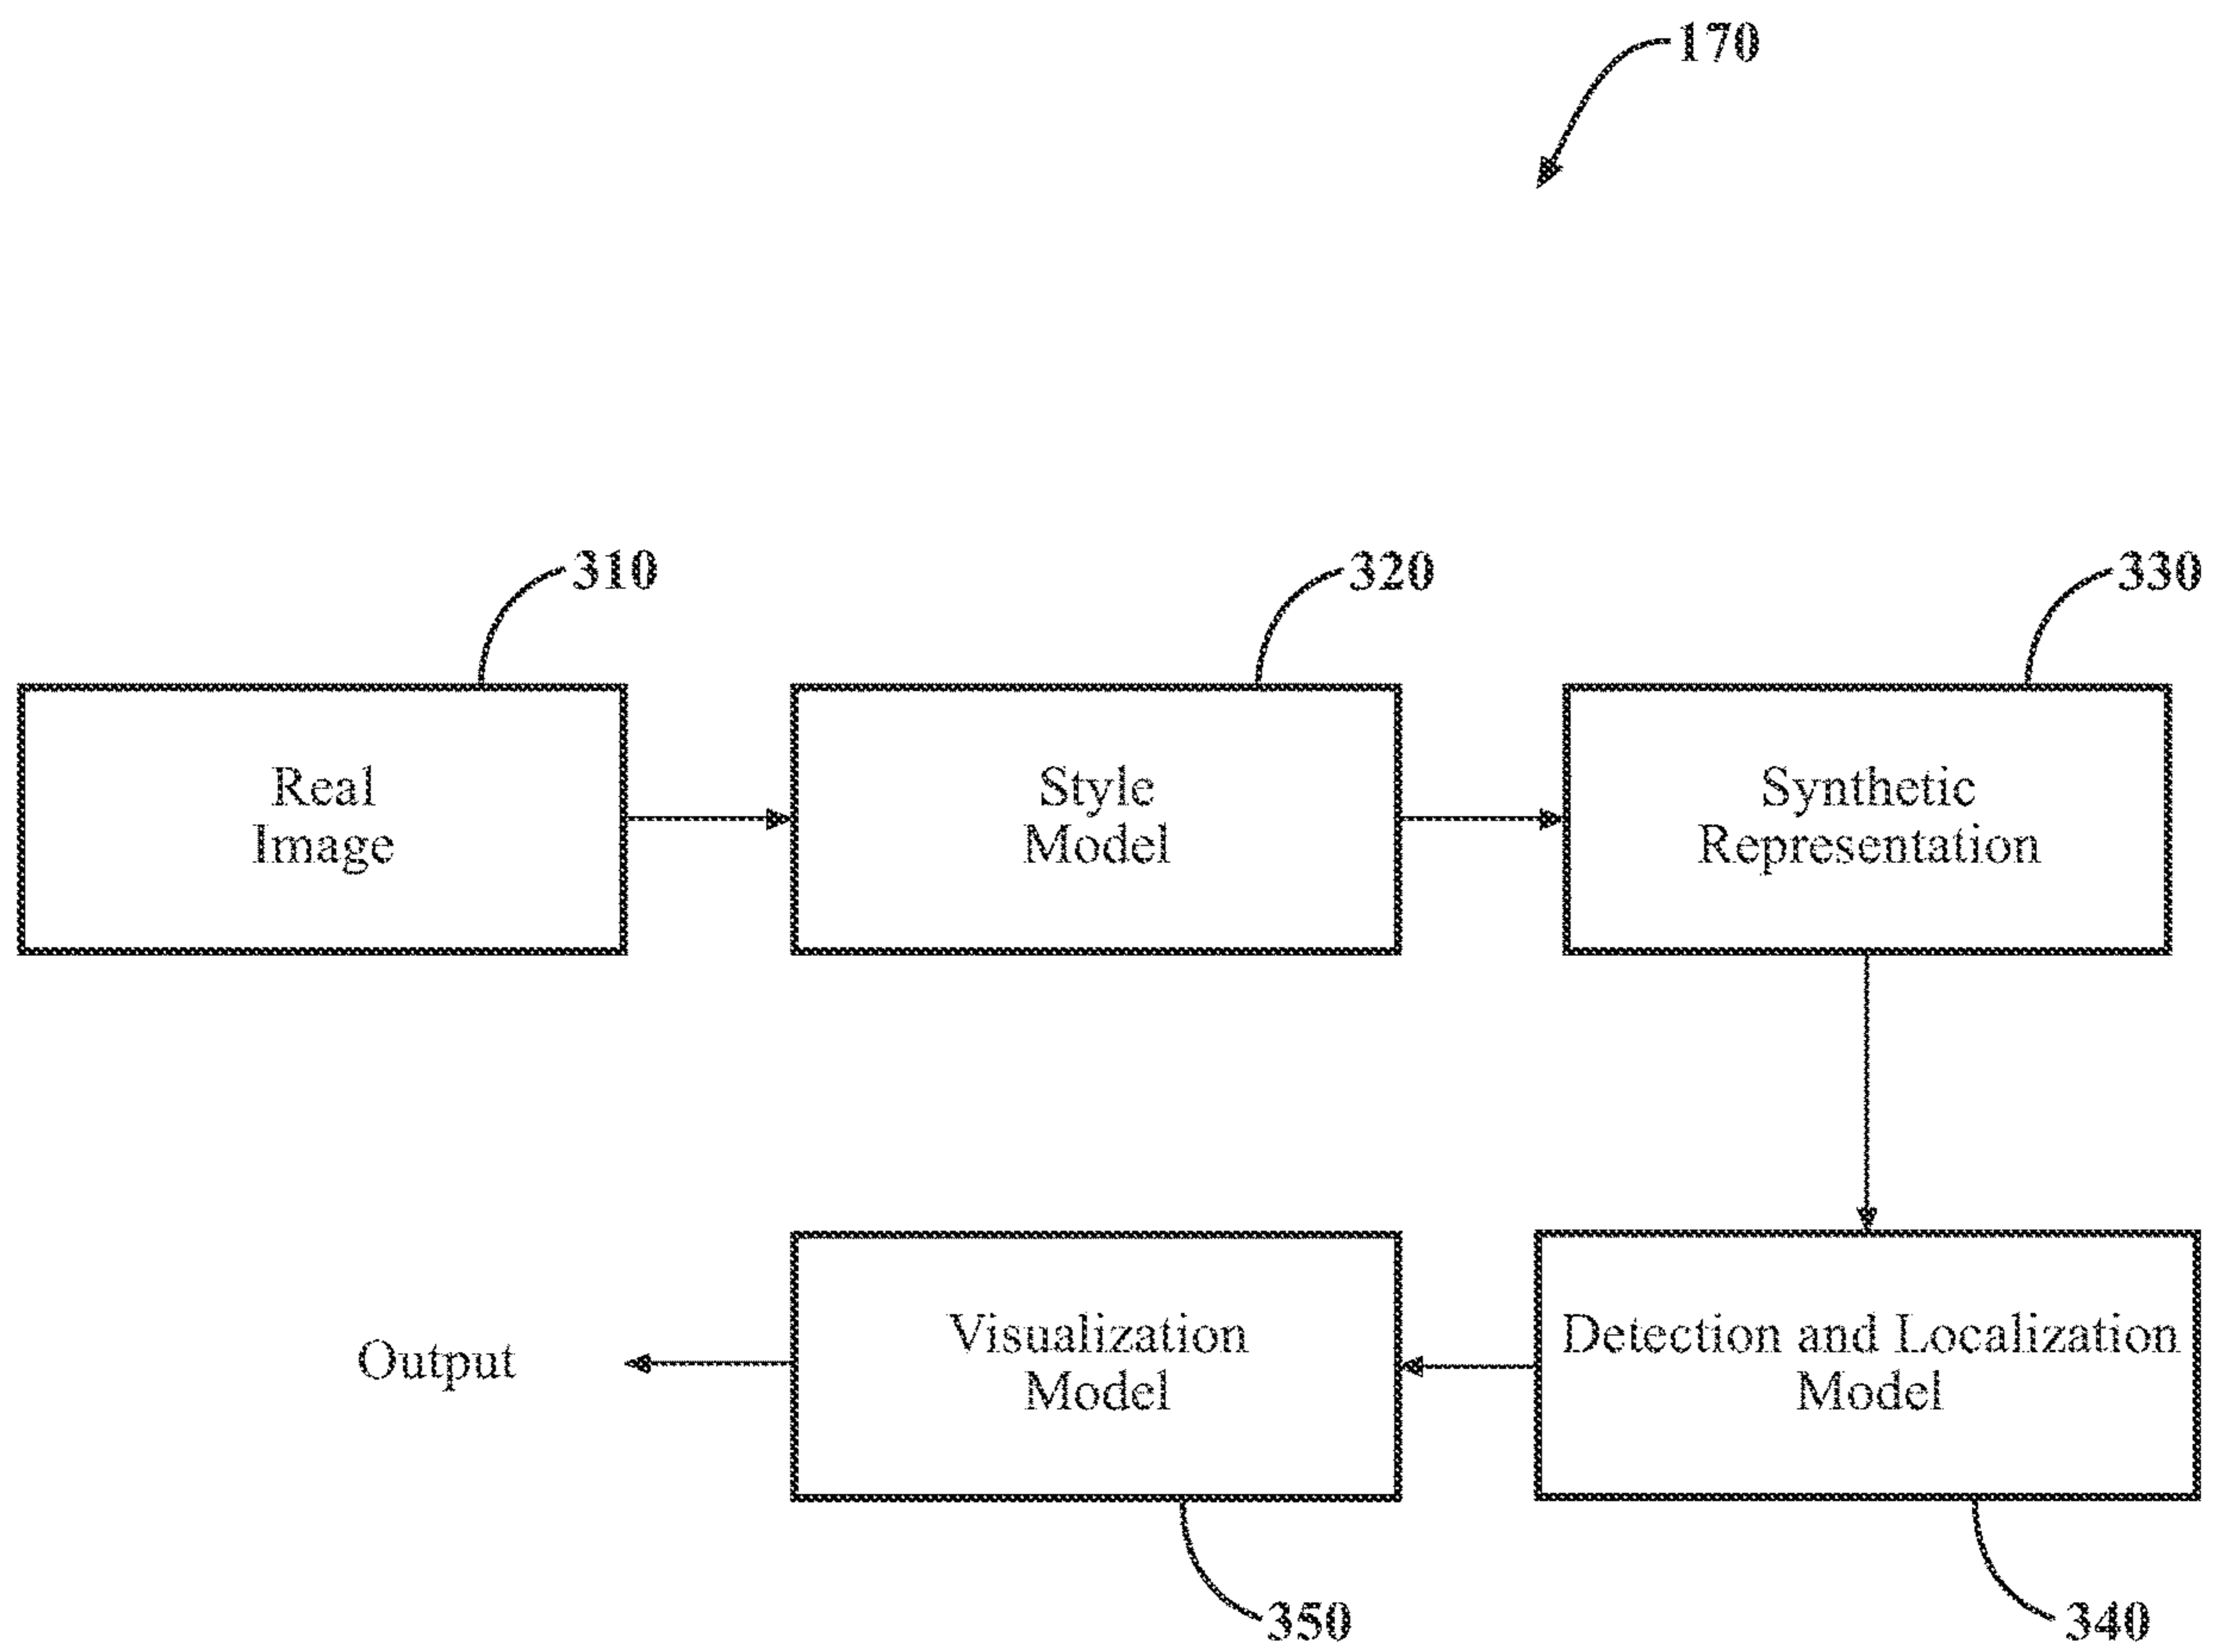 170
310
320
330
Real
Image
Style
Model
Synthetic
Representation
Output
Visualization
Model
Detection and Localization
Model
350
340